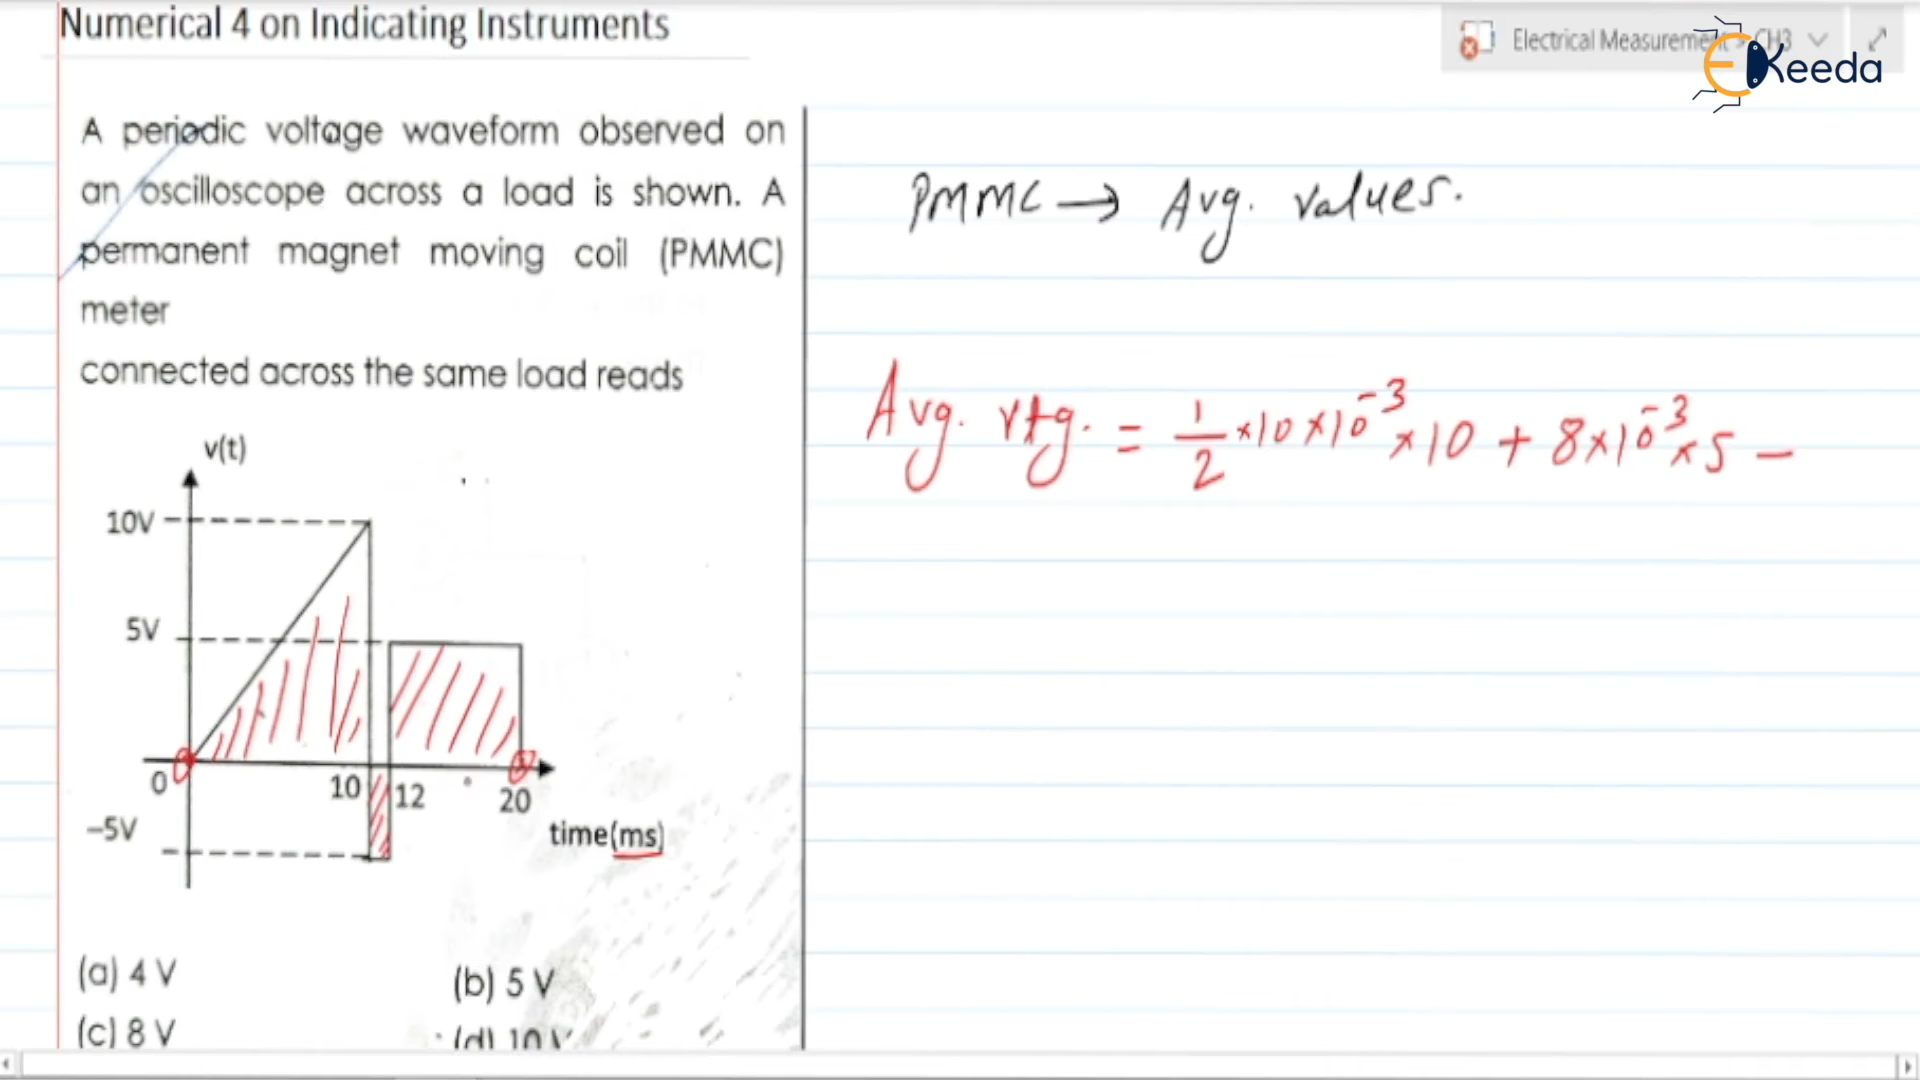 Numerical 4 on Indicating Instruments
Electrical Measurement > CH3
EKeeda
A periodic voltage waveform observed on
an oscilloscope across a load is shown. A
permanent magnet moving coil (PMMC)
meter
connected across the same load reads
v(t)
10V
5V
0
10
12
20
-5V
time(ms)
(a) 4 V
(b) 5 V
(c) 8 V
(d) 10 V
PMMC → Avg. values.
Avg. vtg. = 1/2 ×10×10⁻³×10 + 8×10⁻³×5 −